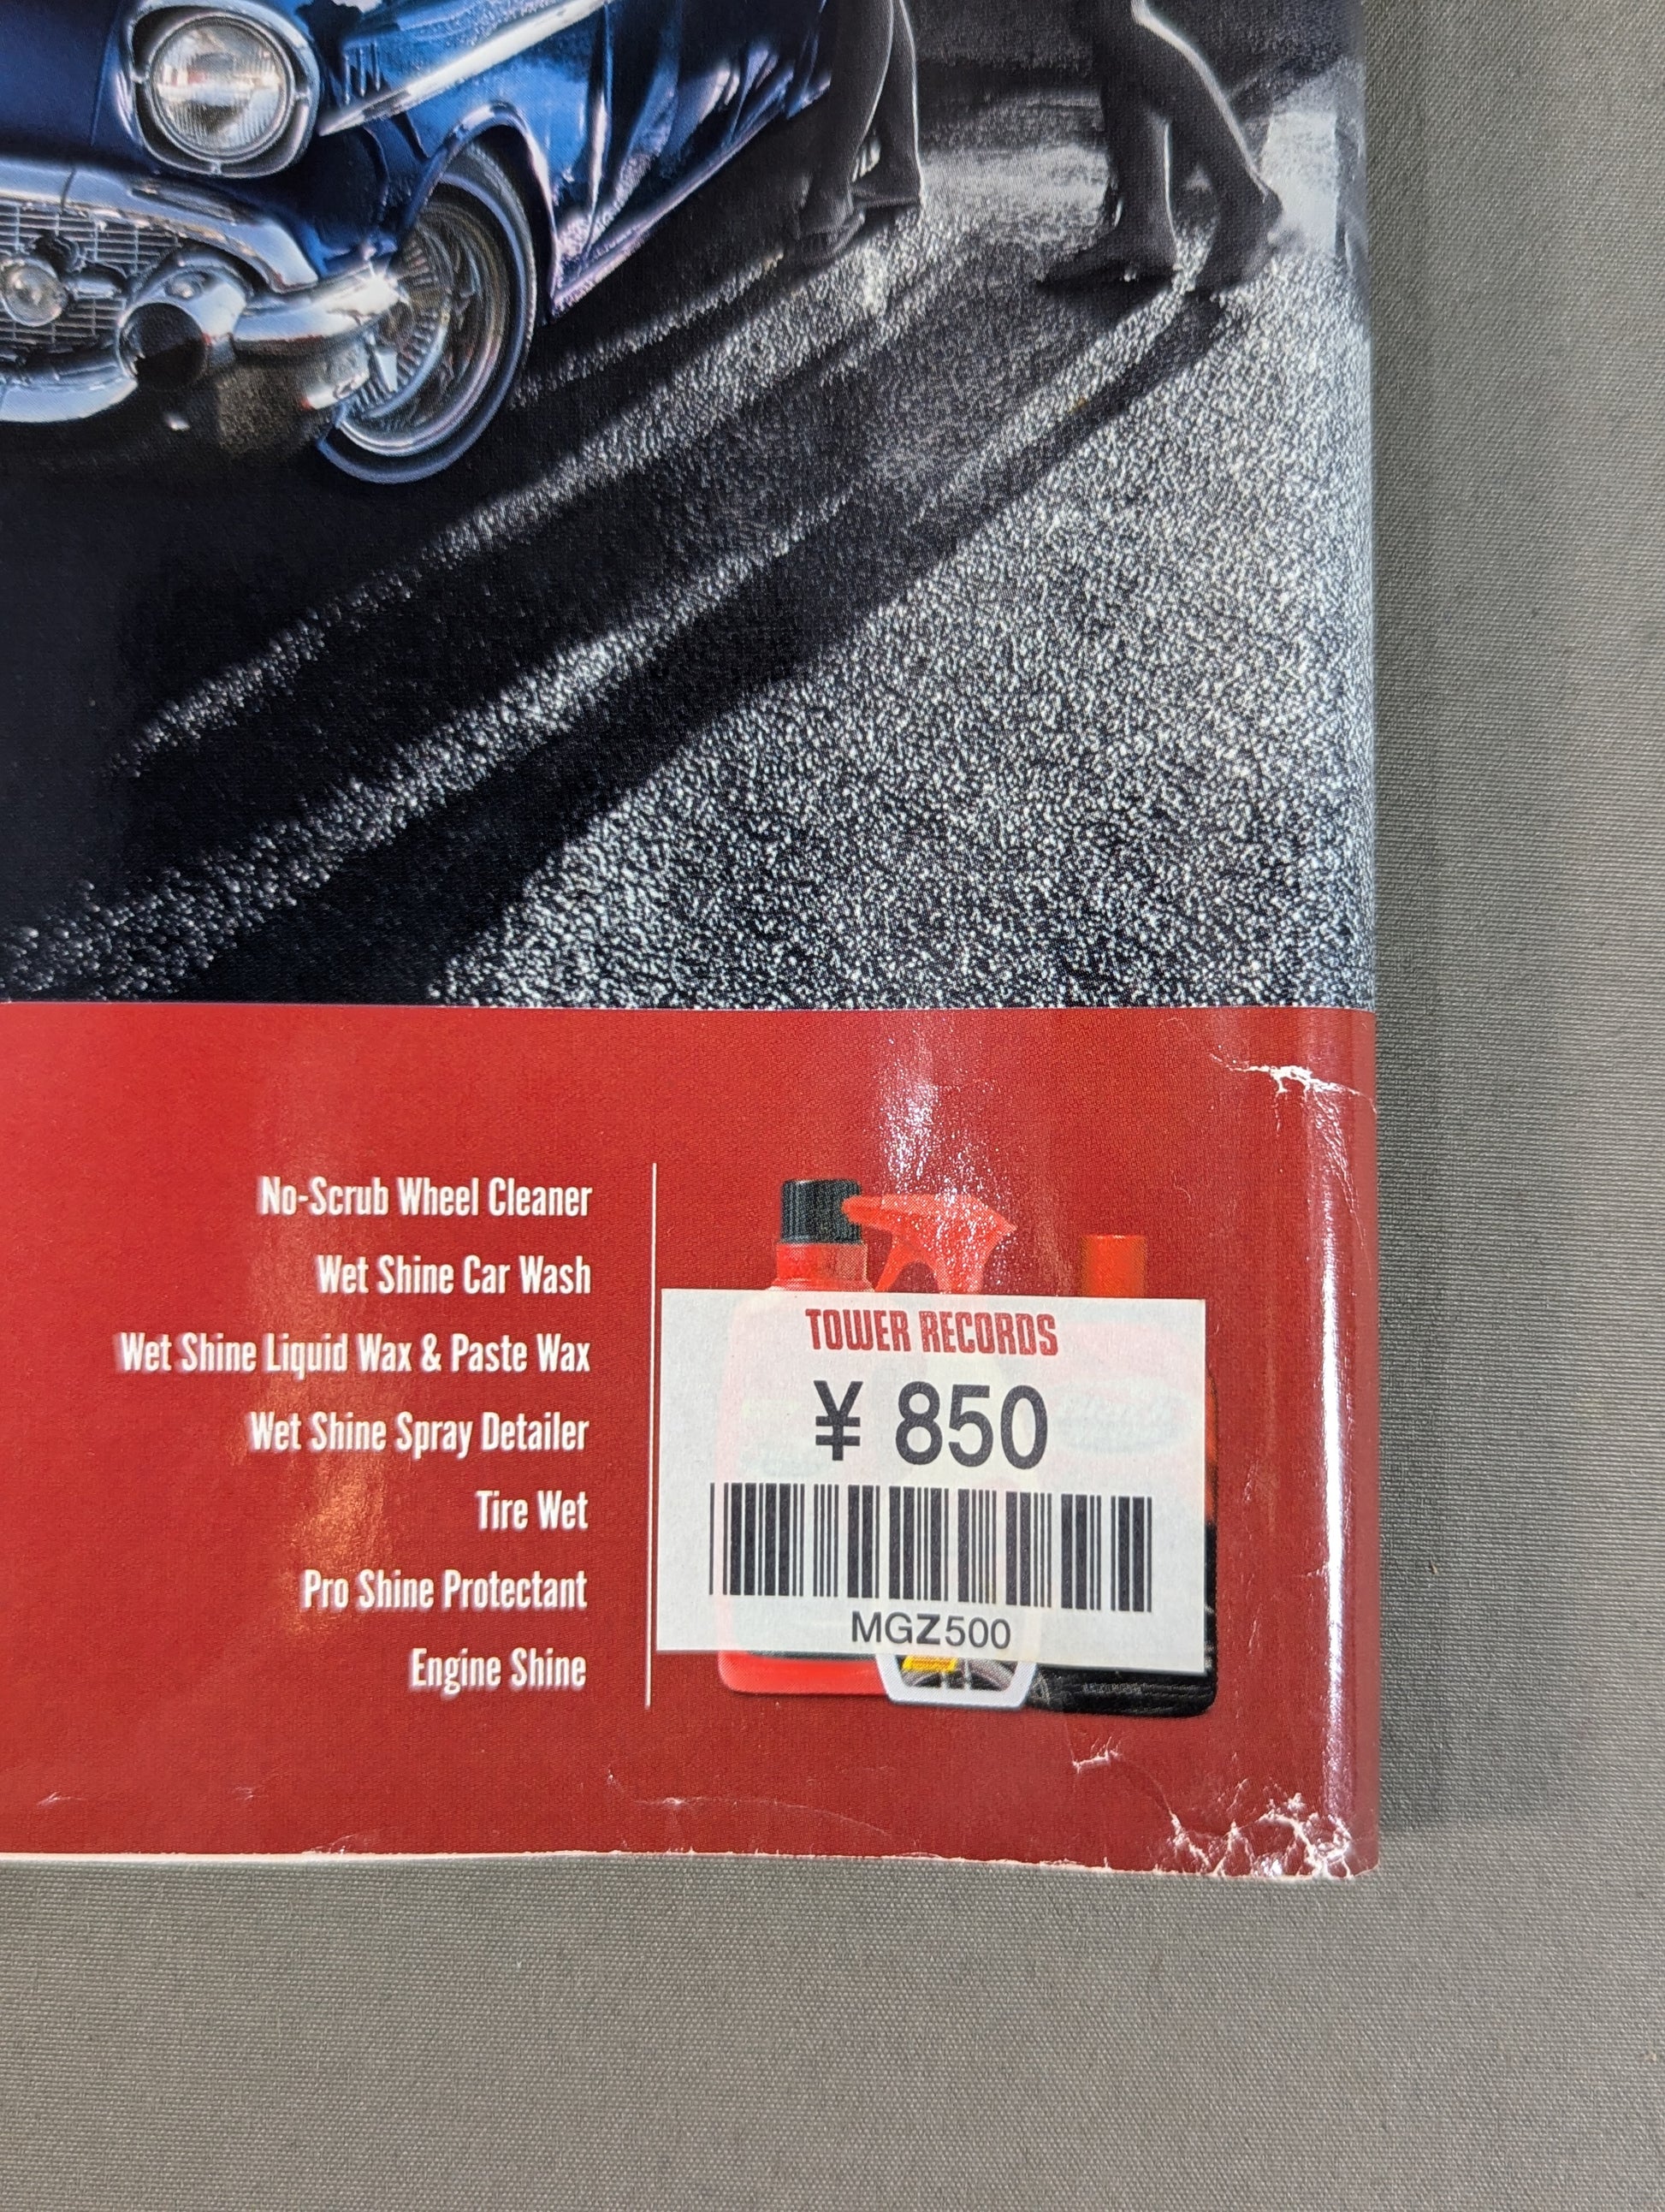 No-Scrub Wheel Cleaner
Wet Shine Car Wash
Wet Shine Liquid Wax & Paste Wax
Wet Shine Spray Detailer
Tire Wet
Pro Shine Protectant
Engine Shine
TOWER RECORDS
¥ 850
MGZ500